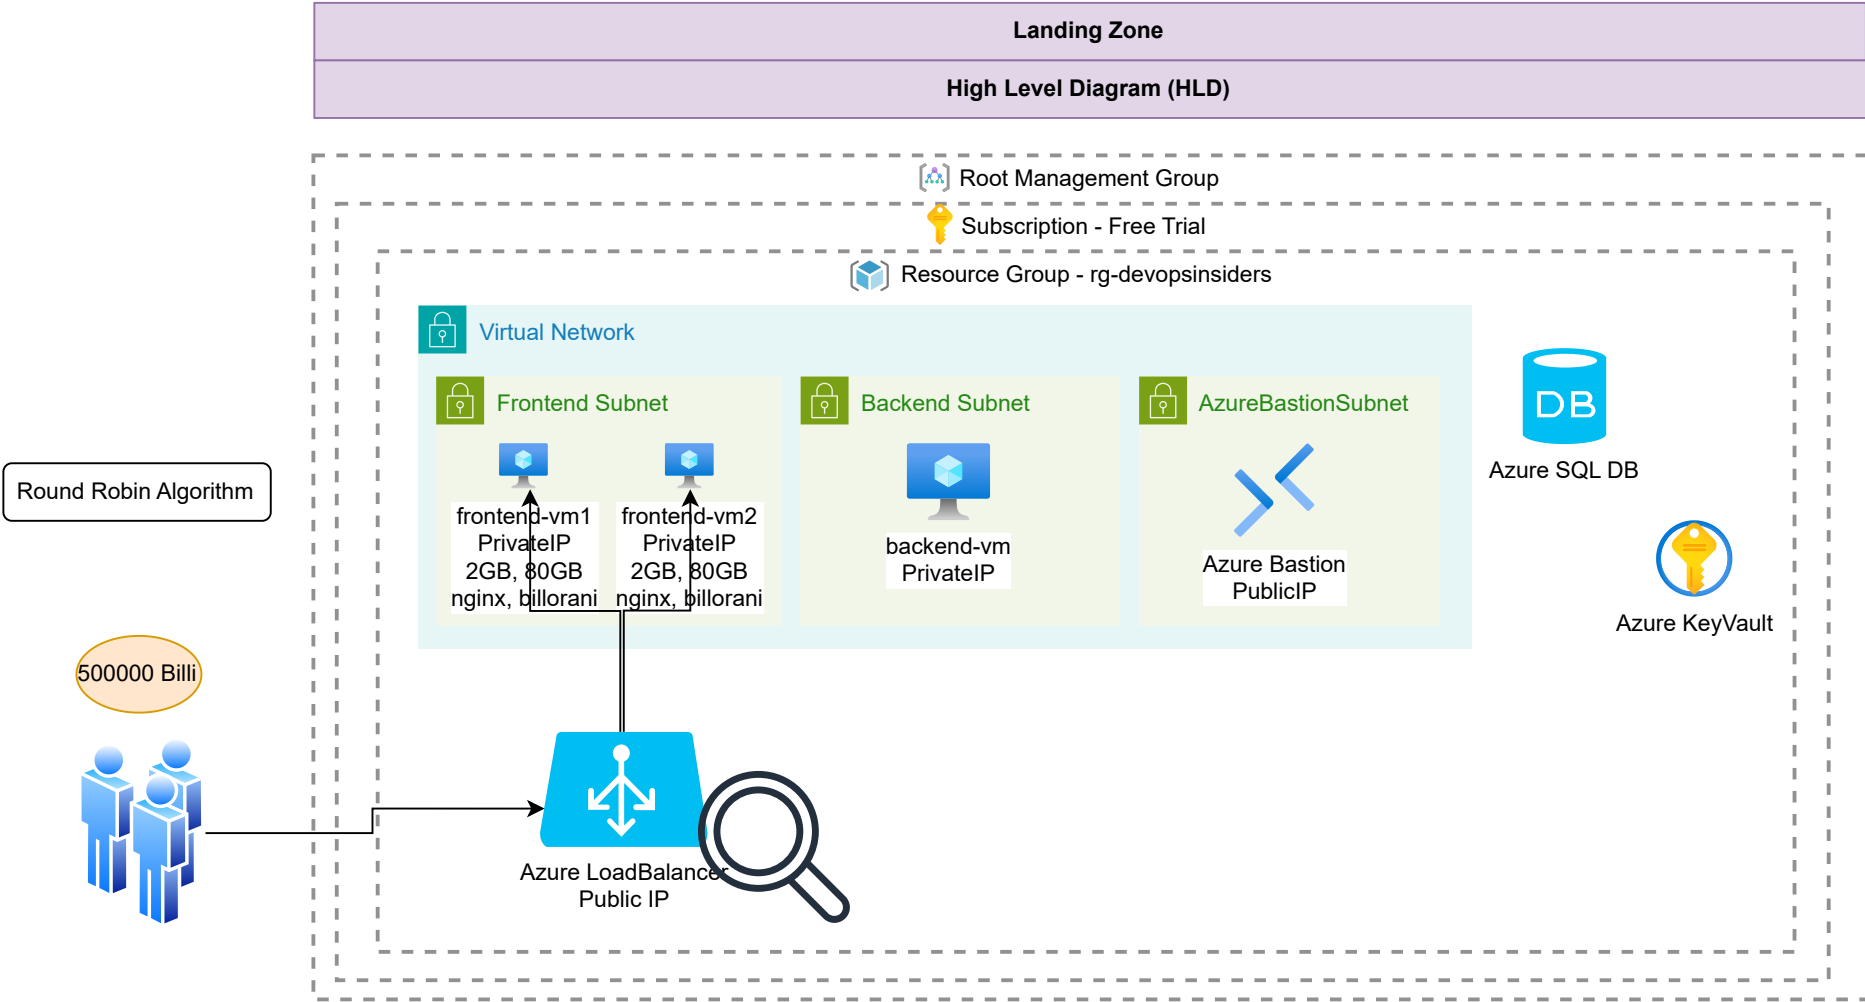 Landing Zone
High Level Diagram (HLD)
Root Management Group
Subscription - Free Trial
Resource Group - rg-devopsinsiders
Virtual Network
Frontend Subnet
Backend Subnet
AzureBastionSubnet
frontend-vm1
PrivateIP
2GB, 80GB
nginx, billorani
frontend-vm2
PrivateIP
2GB, 80GB
nginx, billorani
backend-vm
PrivateIP
Azure Bastion
PublicIP
DB
Azure SQL DB
Azure KeyVault
Round Robin Algorithm
500000 Billi
Azure LoadBalancer
Public IP